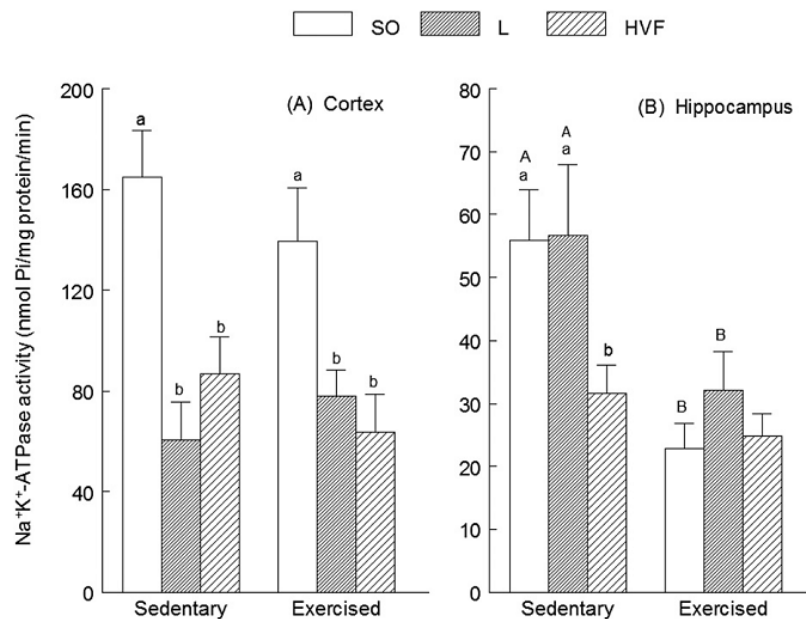 SO L HVF
Na⁺K⁺-ATPase activity (nmol Pi/mg protein/min)
(A) Cortex
200
160
120
80
40
0
a
b
b
a
b
b
Sedentary Exercised
(B) Hippocampus
80
70
60
50
40
30
20
10
0
A
a
A
a
b
B
B
Sedentary Exercised